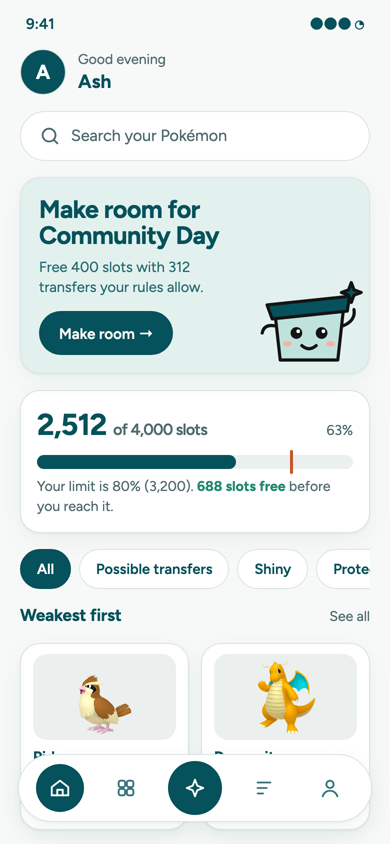 9:41
A
Good evening
Ash
Search your Pokémon
Make room for
Community Day
Free 400 slots with 312
transfers your rules allow.
Make room →
2,512 of 4,000 slots
63%
Your limit is 80% (3,200). 688 slots free before
you reach it.
All
Possible transfers
Shiny
Weakest first
See all